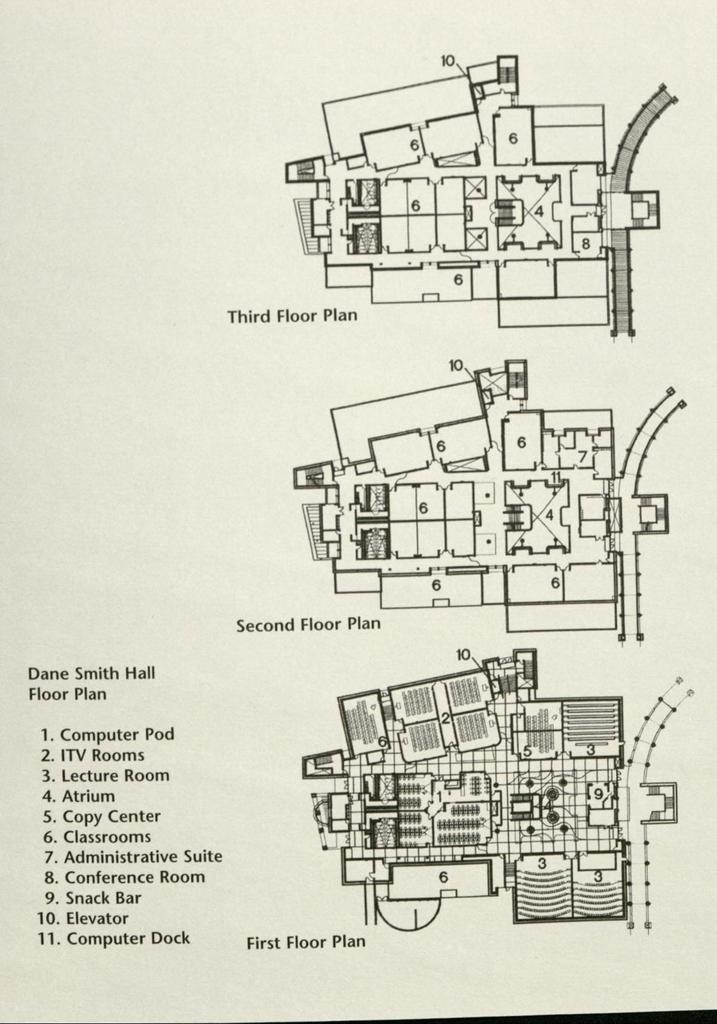 10
6
6
6
4
8
6
Third Floor Plan
10
6
6
7
11
6
4
6
6
Second Floor Plan
Dane Smith Hall
Floor Plan
1. Computer Pod
2. ITV Rooms
3. Lecture Room
4. Atrium
5. Copy Center
6. Classrooms
7. Administrative Suite
8. Conference Room
9. Snack Bar
10. Elevator
11. Computer Dock
10
2
6
5
3
9
4
3
3
6
First Floor Plan